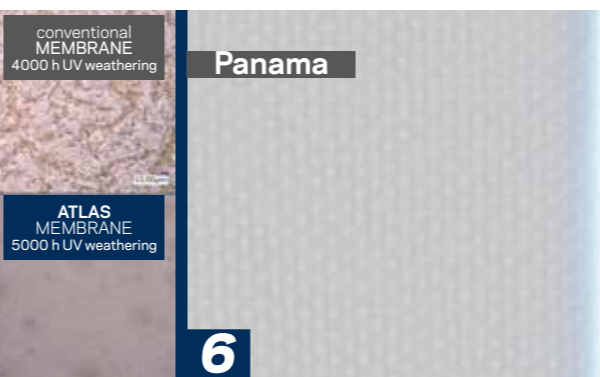 conventional
MEMBRANE
4000 h UV weathering
ATLAS
MEMBRANE
5000 h UV weathering
Panama
6